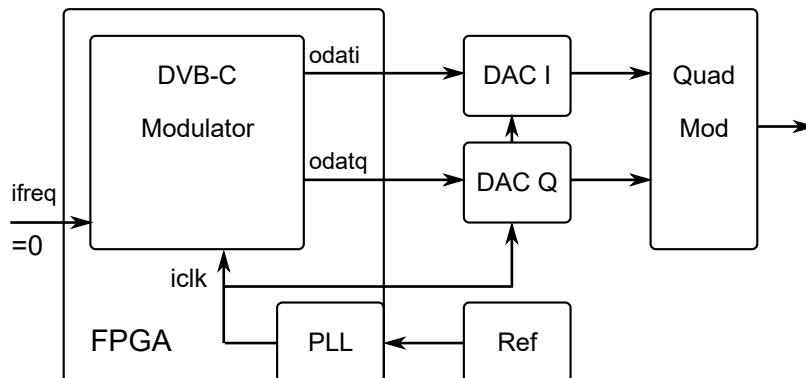 DVB-C
Modulator
odati
DAC I
Quad
Mod
odatq
DAC Q
ifreq
=0
iclk
FPGA
PLL
Ref